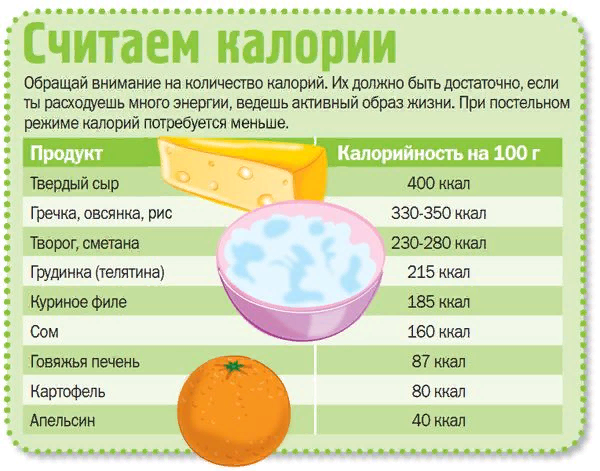 Считаем калории
Обращай внимание на количество калорий. Их должно быть достаточно, если
ты расходуешь много энергии, ведешь активный образ жизни. При постельном
режиме калорий потребуется меньше.
Продукт Калорийность на 100 г
Твердый сыр 400 ккал
Гречка, овсянка, рис 330-350 ккал
Творог, сметана 230-280 ккал
Грудинка (телятина) 215 ккал
Куриное филе 185 ккал
Сом 160 ккал
Говяжья печень 87 ккал
Картофель 80 ккал
Апельсин 40 ккал